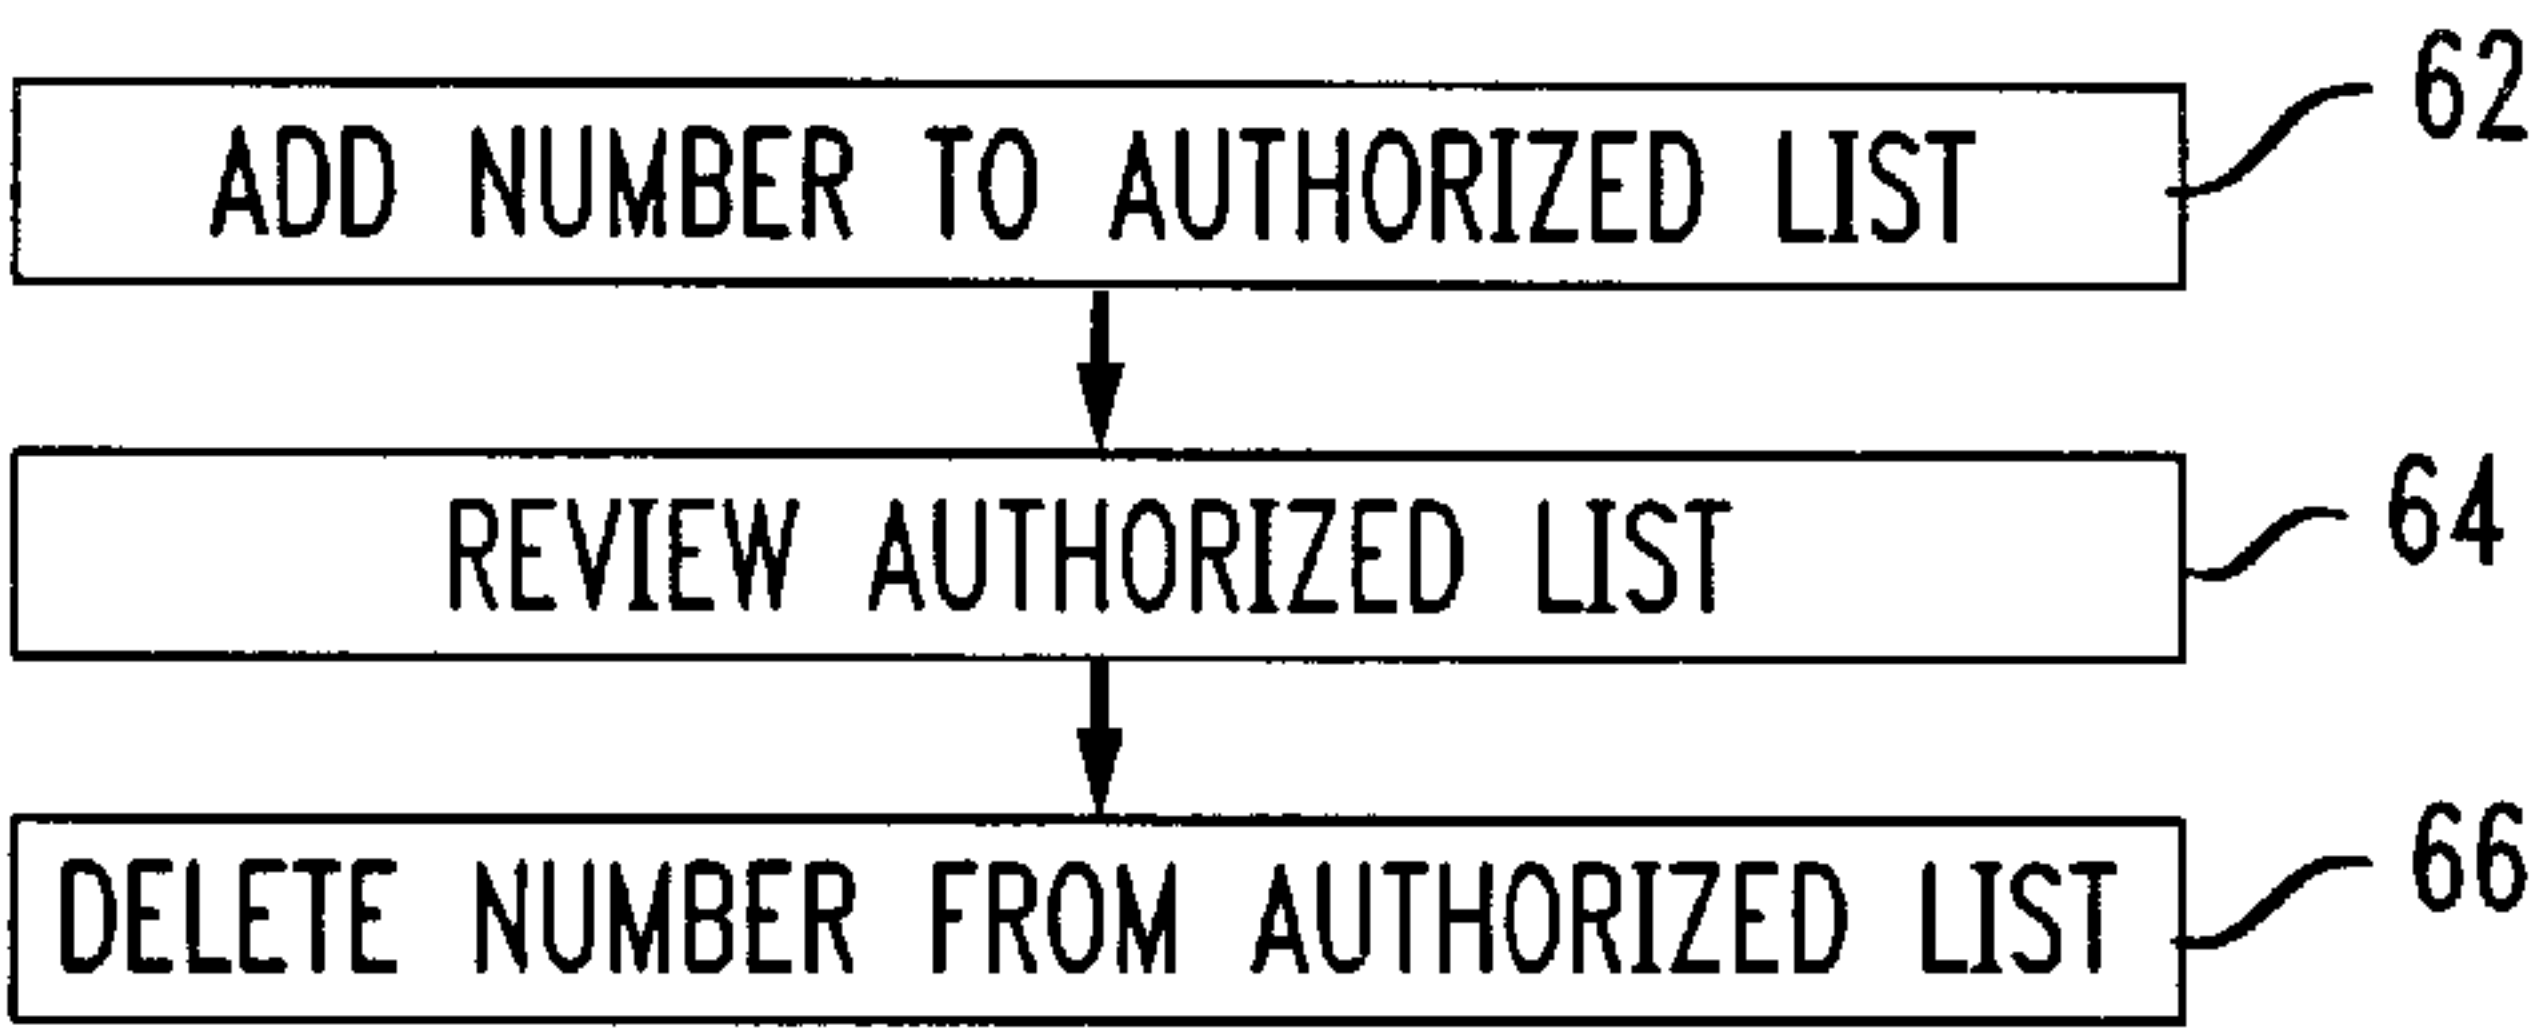 ADD NUMBER TO AUTHORIZED LIST 62
REVIEW AUTHORIZED LIST 64
DELETE NUMBER FROM AUTHORIZED LIST 66